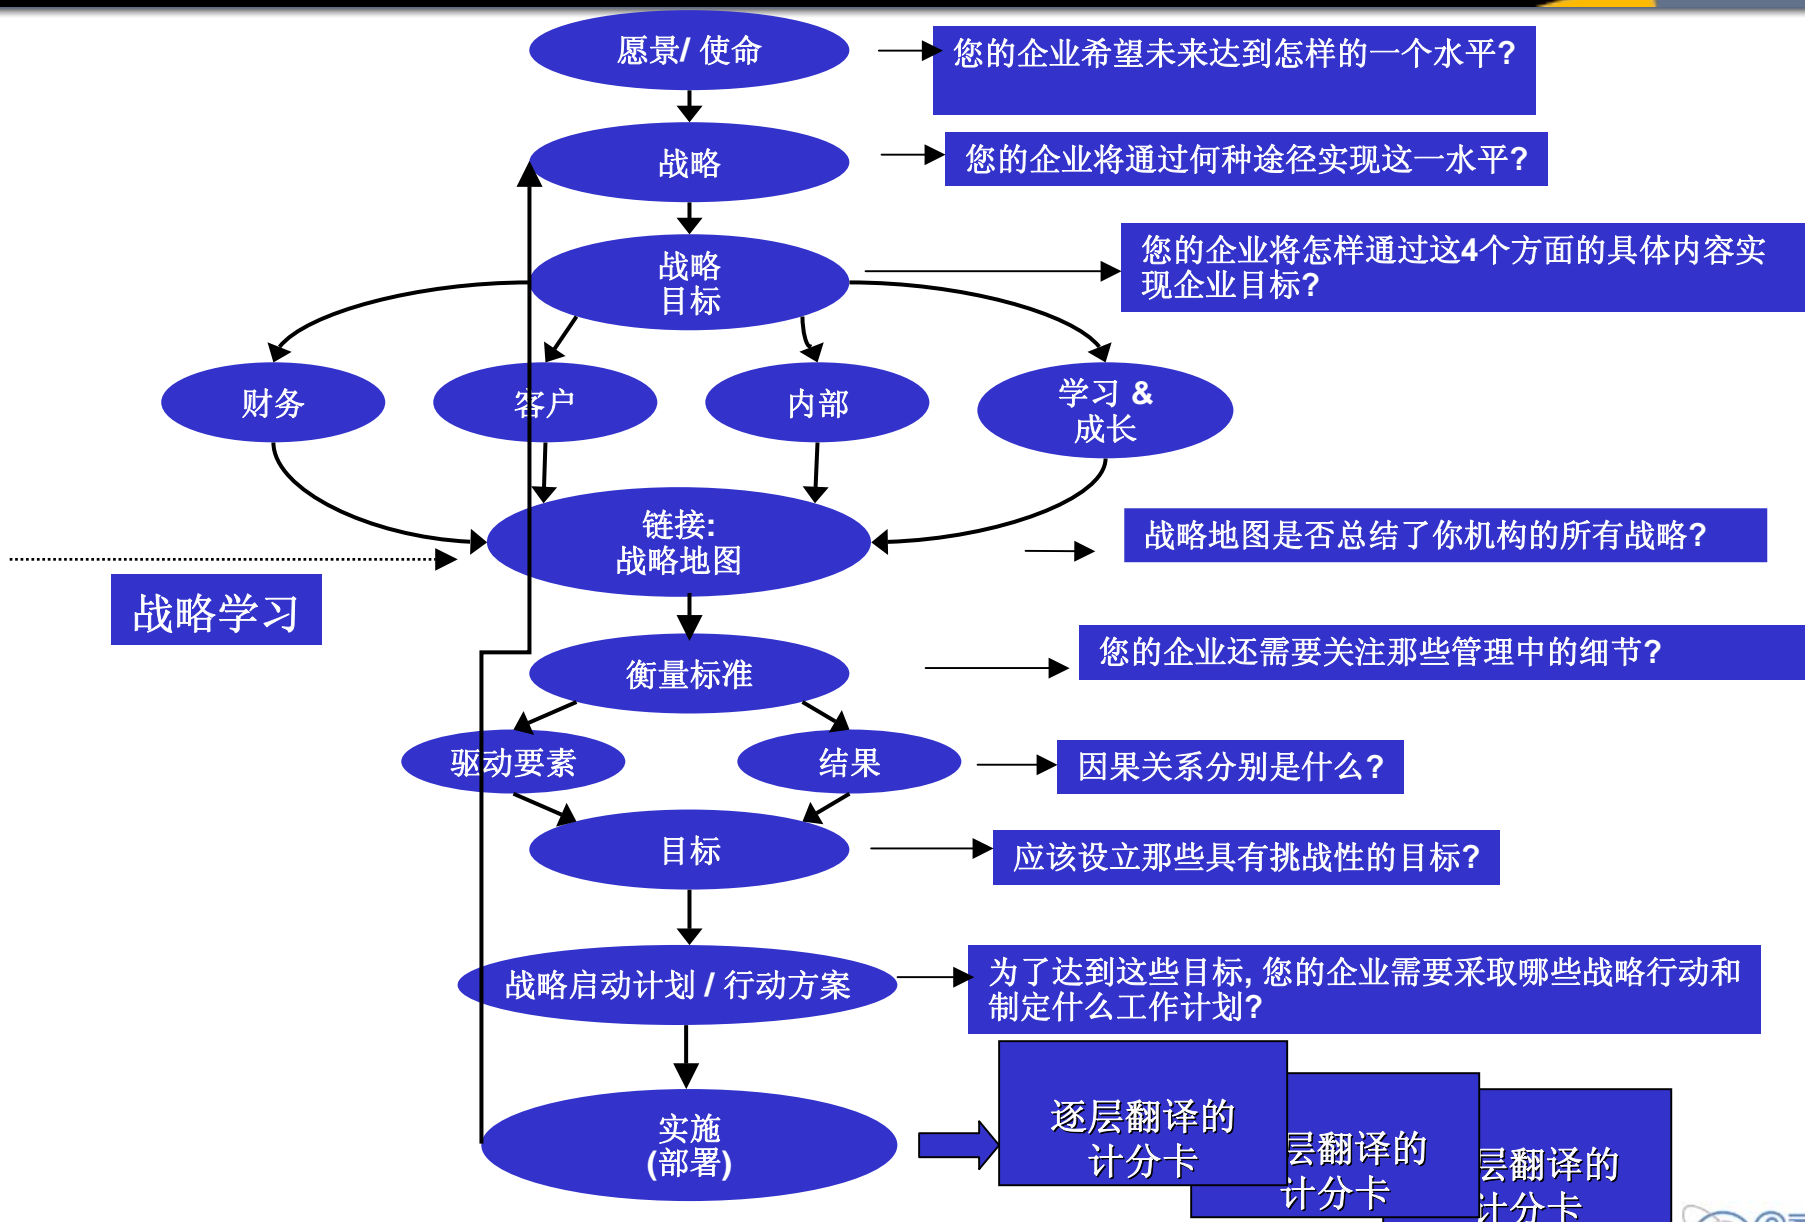 愿景/ 使命
您的企业希望未来达到怎样的一个水平?
战略
您的企业将通过何种途径实现这一水平?
战略
目标
您的企业将怎样通过这4个方面的具体内容实
现企业目标?
财务
客户
内部
学习 &
成长
链接:
战略地图
战略地图是否总结了你机构的所有战略?
战略学习
衡量标准
您的企业还需要关注那些管理中的细节?
驱动要素
结果
因果关系分别是什么?
目标
应该设立那些具有挑战性的目标?
战略启动计划 / 行动方案
为了达到这些目标, 您的企业需要采取哪些战略行动和
制定什么工作计划?
实施
(部署)
逐层翻译的
计分卡
层翻译的
计分卡
层翻译的
计分卡